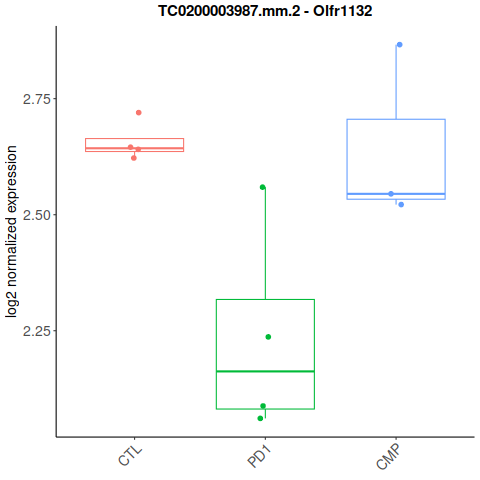 TC0200003987.mm.2 - Olfr1132
log2 normalized expression
2.75
2.50
2.25
CTL
PD1
CMP